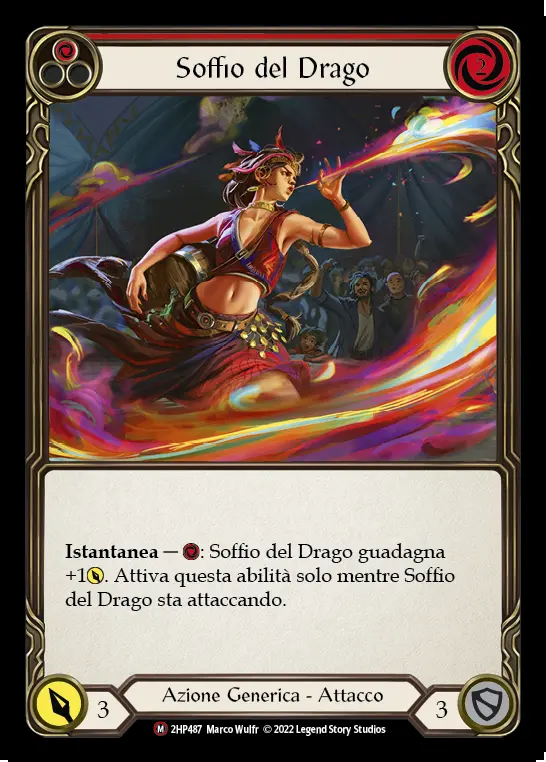 Soffio del Drago
2
Istantanea — : Soffio del Drago guadagna
+1. Attiva questa abilità solo mentre Soffio
del Drago sta attaccando.
3
Azione Generica - Attacco
3
M 2HP487 Marco Wulfr © 2022 Legend Story Studios